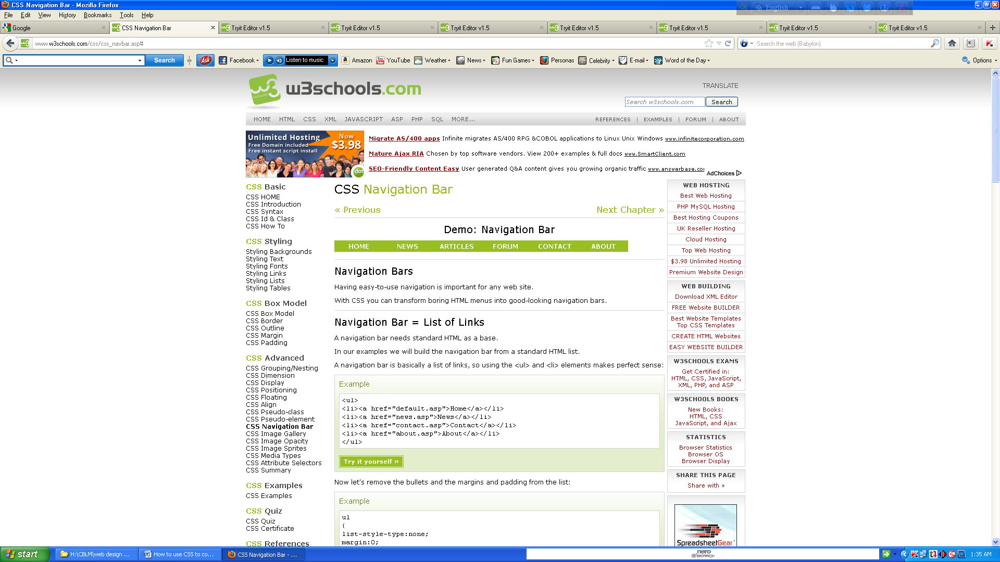 CSS Navigation Bar - Mozilla Firefox
English
File Edit View History Bookmarks Tools Help
Google
CSS Navigation Bar
Tryit Editor v1.5
Tryit Editor v1.5
Tryit Editor v1.5
Tryit Editor v1.5
Tryit Editor v1.5
Tryit Editor v1.5
Tryit Editor v1.5
www.w3schools.com/css/css_navbar.asp#
Search the web (Babylon)
Search
Ask
Facebook
Listen to music
Amazon
YouTube
Weather
News
Fun Games
Personas
Celebrity
E-mail
Word of the Day
Options
w3schools.com
TRANSLATE
Search w3schools.com
Search
HOME HTML CSS XML JAVASCRIPT ASP PHP SQL MORE...
REFERENCES | EXAMPLES | FORUM | ABOUT
Unlimited Hosting
Free Domain included
Free instant script install
Now
$3.98
dot
Migrate AS/400 apps Infinite migrates AS/400 RPG &COBOL applications to Linux Unix Windows www.infinitecorporation.com
Mature Ajax RIA Chosen by top software vendors. View 200+ examples & full docs www.SmartClient.com
SEO-Friendly Content Easy User generated Q&A content gives you growing organic traffic www.answerbase.co
AdChoices
CSS Basic
CSS HOME
CSS Introduction
CSS Syntax
CSS Id & Class
CSS How To
CSS Styling
Styling Backgrounds
Styling Text
Styling Fonts
Styling Links
Styling Lists
Styling Tables
CSS Box Model
CSS Box Model
CSS Border
CSS Outline
CSS Margin
CSS Padding
CSS Advanced
CSS Grouping/Nesting
CSS Dimension
CSS Display
CSS Positioning
CSS Floating
CSS Align
CSS Pseudo-class
CSS Pseudo-element
CSS Navigation Bar
CSS Image Gallery
CSS Image Opacity
CSS Image Sprites
CSS Media Types
CSS Attribute Selectors
CSS Summary
CSS Examples
CSS Examples
CSS Quiz
CSS Quiz
CSS Certificate
CSS References
CSS Navigation Bar
« Previous
Next Chapter »
Demo: Navigation Bar
HOME NEWS ARTICLES FORUM CONTACT ABOUT
Navigation Bars
Having easy-to-use navigation is important for any web site.
With CSS you can transform boring HTML menus into good-looking navigation bars.
Navigation Bar = List of Links
A navigation bar needs standard HTML as a base.
In our examples we will build the navigation bar from a standard HTML list.
A navigation bar is basically a list of links, so using the <ul> and <li> elements makes perfect sense:
Example
<ul>
<li><a href="default.asp">Home</a></li>
<li><a href="news.asp">News</a></li>
<li><a href="contact.asp">Contact</a></li>
<li><a href="about.asp">About</a></li>
</ul>
Try it yourself »
Now let's remove the bullets and the margins and padding from the list:
Example
ul
{
list-style-type:none;
margin:0;
WEB HOSTING
Best Web Hosting
PHP MySQL Hosting
Best Hosting Coupons
UK Reseller Hosting
Cloud Hosting
Top Web Hosting
$3.98 Unlimited Hosting
Premium Website Design
WEB BUILDING
Download XML Editor
FREE Website BUILDER
Best Website Templates
Top CSS Templates
CREATE HTML Websites
EASY WEBSITE BUILDER
W3SCHOOLS EXAMS
Get Certified in:
HTML, CSS, JavaScript,
XML, PHP, and ASP
W3SCHOOLS BOOKS
New Books:
HTML, CSS
JavaScript, and Ajax
STATISTICS
Browser Statistics
Browser OS
Browser Display
SHARE THIS PAGE
Share with »
SpreadsheetGear
start
H:\CBLM\web design ...
How to use CSS to co...
CSS Navigation Bar - ...
nero
SEARCH
1:35 AM